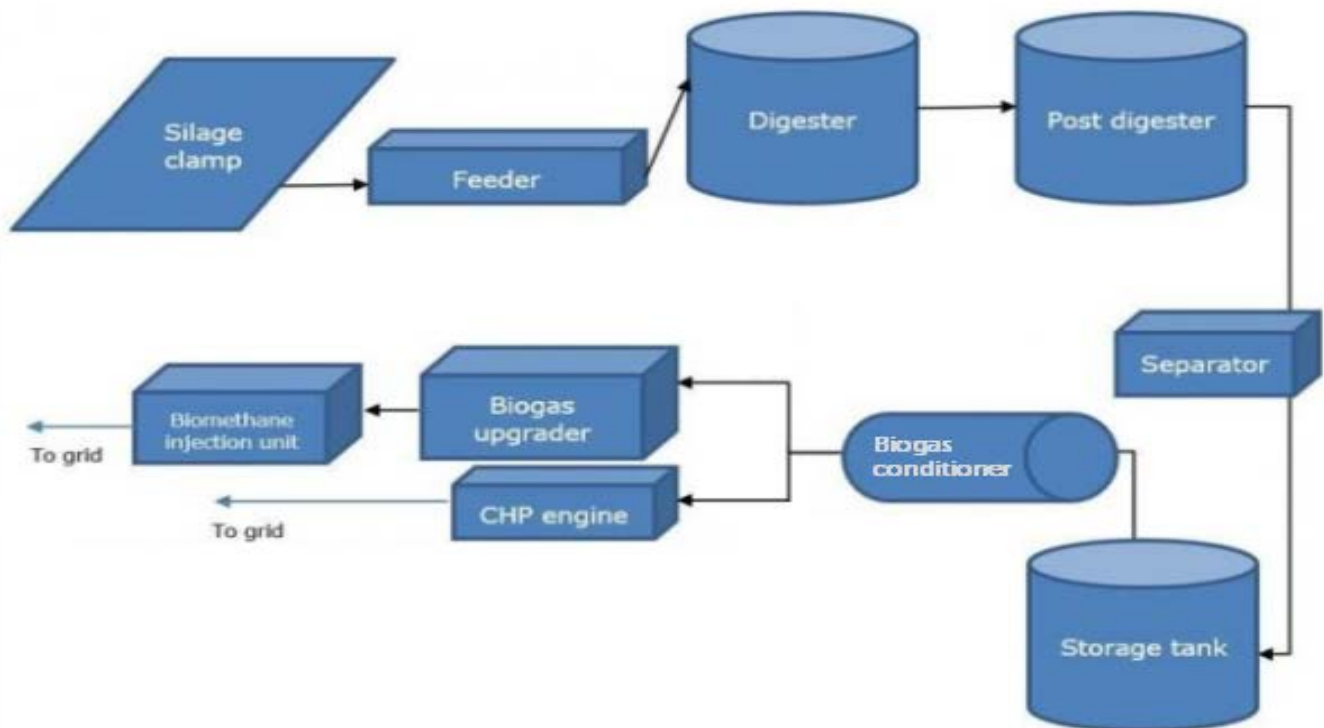 Silage
clamp
Feeder
Digester
Post digester
Separator
Storage tank
Biogas
conditioner
Biogas
upgrader
CHP engine
To grid
Biomethane
injection unit
To grid